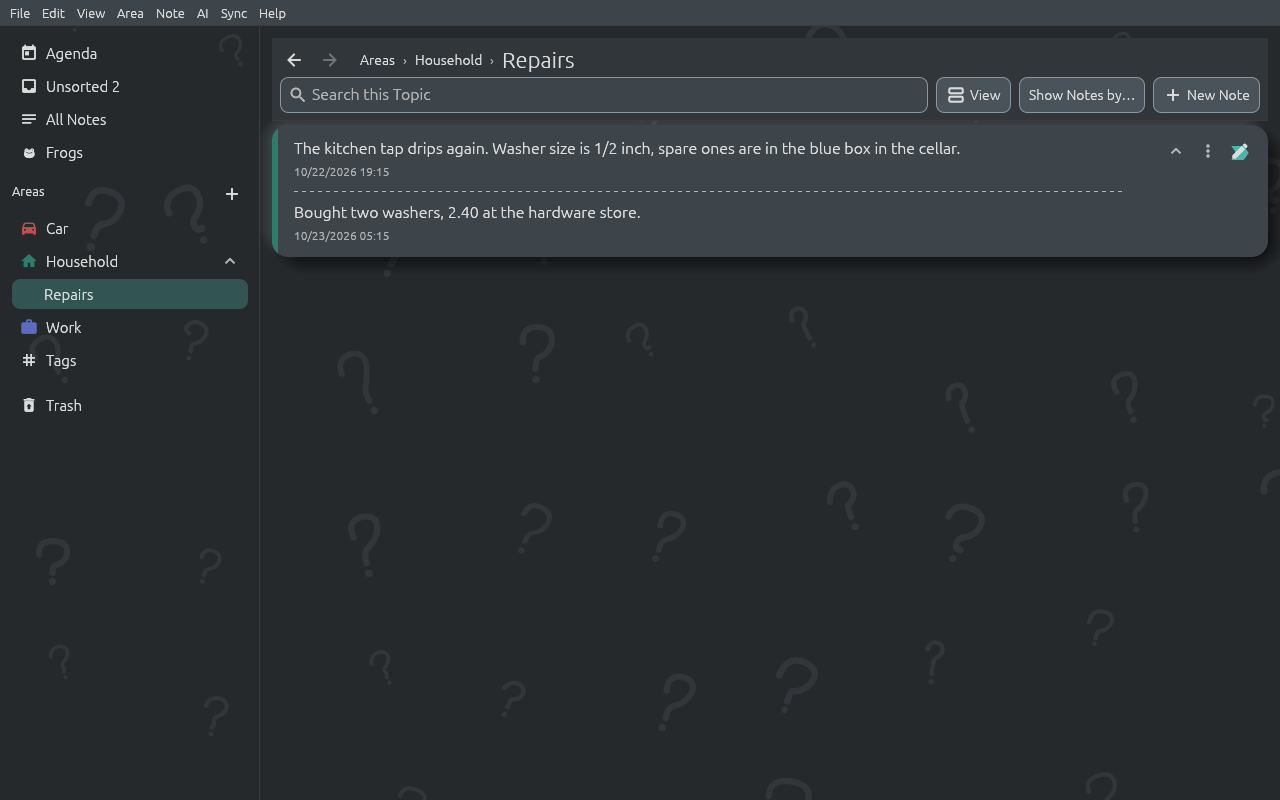 File Edit View Area Note AI Sync Help
Agenda
Unsorted 2
All Notes
Frogs
Areas
Car
Household
Repairs
Work
Tags
Trash
Areas › Household › Repairs
Search this Topic
View
Show Notes by...
New Note
The kitchen tap drips again. Washer size is 1/2 inch, spare ones are in the blue box in the cellar.
10/22/2026 19:15
Bought two washers, 2.40 at the hardware store.
10/23/2026 05:15